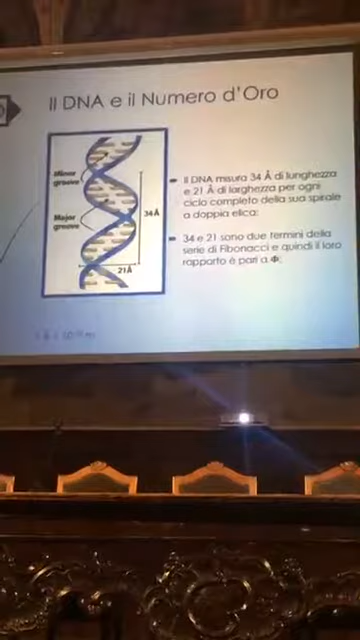 Il DNA e il Numero d'Oro
Minor
groove
Major
groove
34Å
21Å
Il DNA misura 34 Å di lunghezza
e 21 Å di larghezza per ogni
ciclo completo della sua spirale
a doppia elica;
34 e 21 sono due termini della
serie di Fibonacci e quindi il loro
rapporto è pari a Φ;